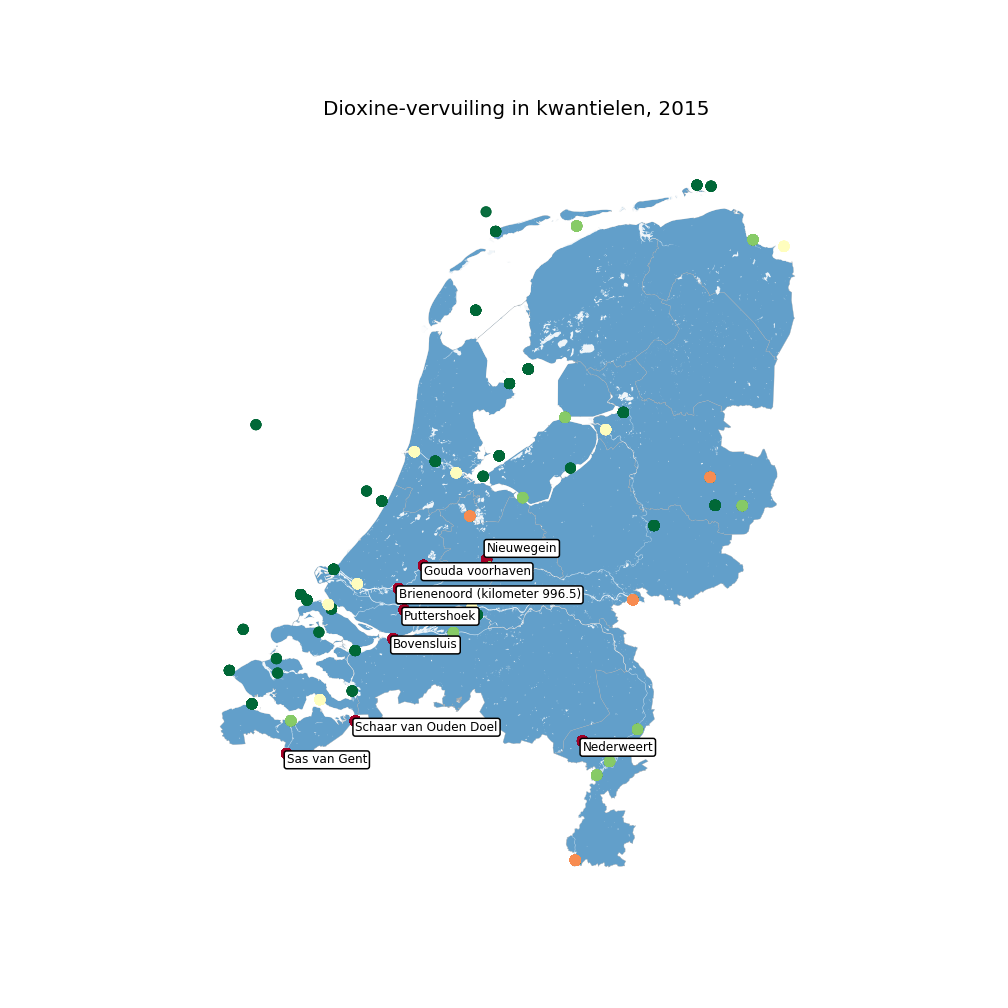 Dioxine-vervuiling in kwantielen, 2015
Nieuwegein
Gouda voorhaven
Brienenoord (kilometer 996.5)
Puttershoek
Bovensluis
Schaar van Ouden Doel
Nederweert
Sas van Gent